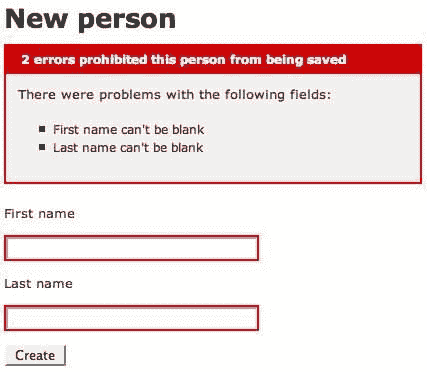 New person
2 errors prohibited this person from being saved
There were problems with the following fields:
First name can't be blank
Last name can't be blank
First name
Last name
Create